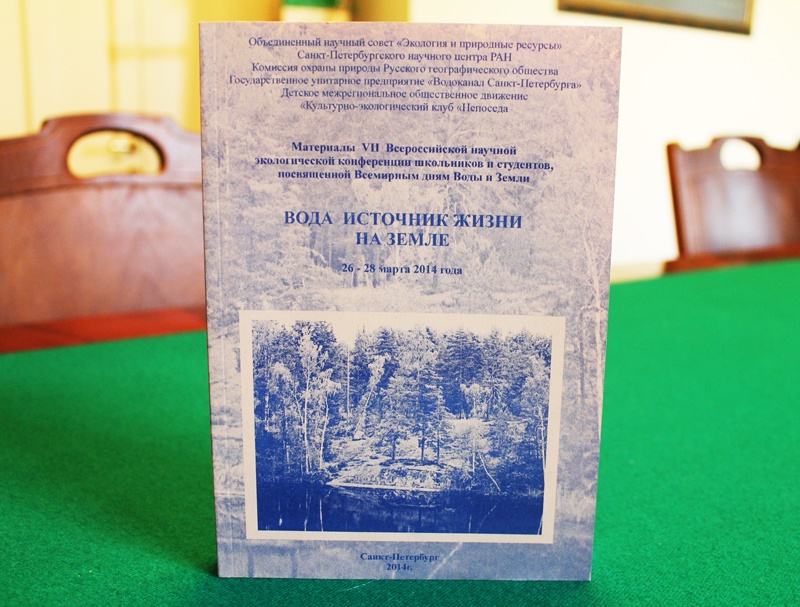 Объединенный научный совет «Экология и природные ресурсы»
Санкт-Петербургского научного центра РАН
Комиссия охраны природы Русского географического общества
Государственное унитарное предприятие «Водоканал Санкт-Петербурга»
Детское межрегиональное общественное движение
«Культурно-экологический клуб «Непоседа
Материалы VII Всероссийской научной
экологической конференции школьников и студентов,
посвященной Всемирным дням Воды и Земли
ВОДА ИСТОЧНИК ЖИЗНИ
НА ЗЕМЛЕ
26 - 28 марта 2014 года
Санкт-Петербург
2014г.